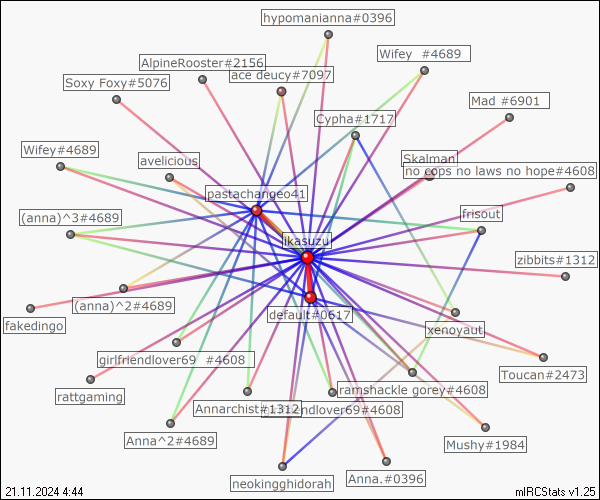 hypomanianna#0396
AlpineRooster#2156
Wifey #4689
ace deucy#7097
Soxy Foxy#5076
Mad #6901
Cypha#1717
Wifey#4689
avelicious
Skalman
no cops no laws no hope#4608
pastachangeo41
(anna)^3#4689
frisout
ikasuzu
zibbits#1312
(anna)^2#4689
default#0617
fakedingo
xenoyaut
girlfriendlover69 #4608
Toucan#2473
rattgaming
ramshackle gorey#4608
Annarchist#1312
endlover69#4608
Anna^2#4689
Mushy#1984
neokingghidorah
Anna.#0396
21.11.2024 4:44
mIRCStats v1.25